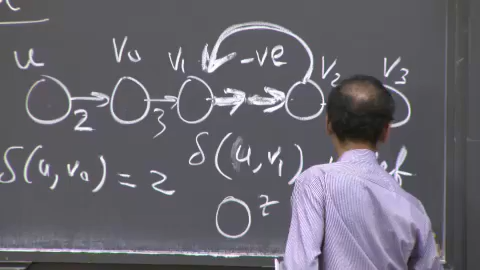 u v₀ v₁ -ve v₂ v₃
2 3
δ(u, v₀) = 2 δ(u, v₁)
z